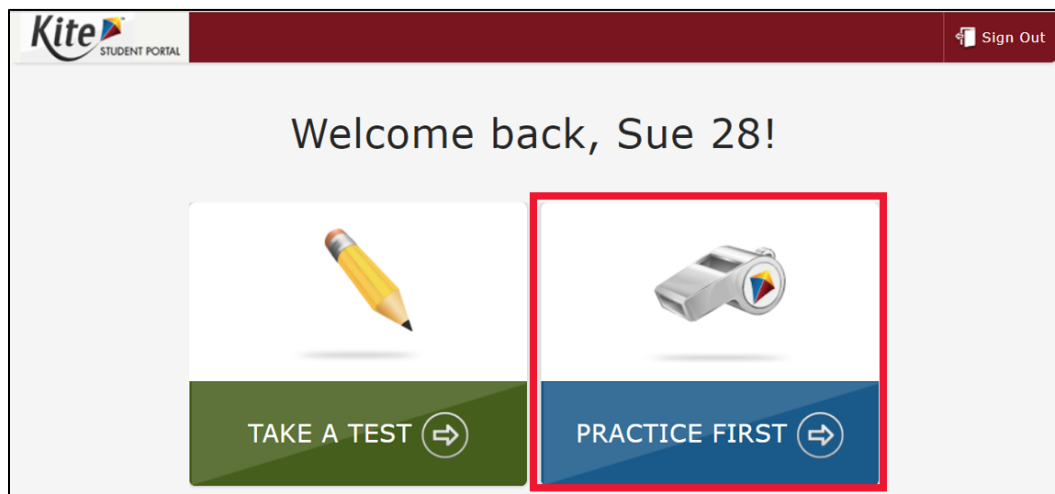 Kite
STUDENT PORTAL
Sign Out
Welcome back, Sue 28!
TAKE A TEST
PRACTICE FIRST